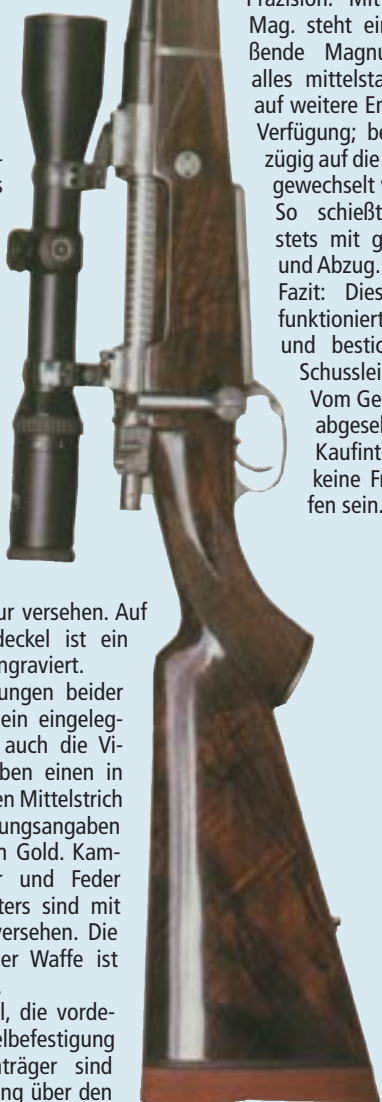 -
s
ur versehen. Auf
deckel ist ein
ngraviert.
ungen beider
ein eingeleg-
auch die Vi-
ben einen in
en Mittelstrich
ungsangaben
n Gold. Kam-
r und Feder
ters sind mit
versehen. Die
er Waffe ist
l, die vorde-
elbefestigung
nträger sind
ng über den
Präzision. Mit
Mag. steht ein
ßende Magnu
alles mittelsta
auf weitere En
Verfügung; be
zügig auf die
gewechselt
So schießt
stets mit g
und Abzug.
Fazit: Dies
funktioniert
und bestic
Schusslei
Vom Ge
abgese
Kaufint
keine Fr
fen sein.